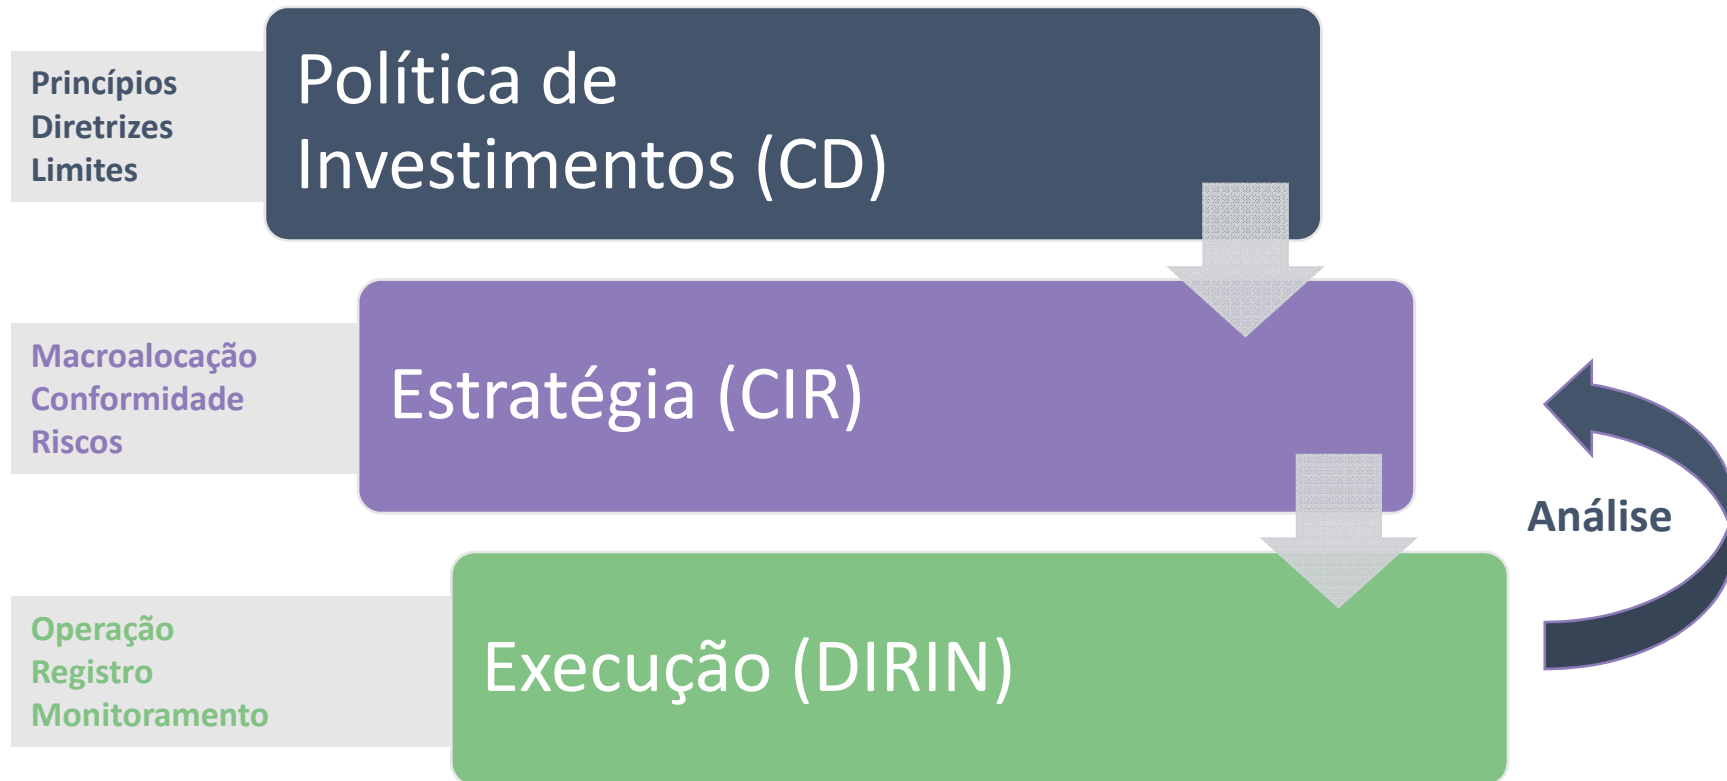 Princípios
Diretrizes
Limites
Política de
Investimentos (CD)
Macroalocação
Conformidade
Riscos
Estratégia (CIR)
Análise
Operação
Registro
Monitoramento
Execução (DIRIN)